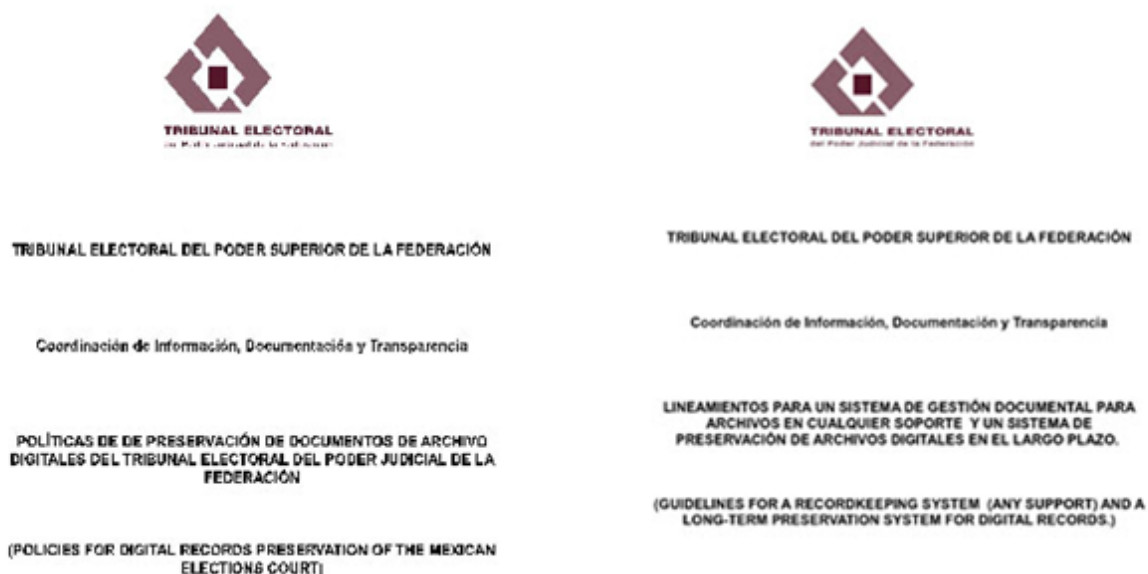 TRIBUNAL ELECTORAL
TRIBUNAL ELECTORAL DEL PODER SUPERIOR DE LA FEDERACIÓN
Coordinación de Información, Documentación y Transparencia
POLÍTICAS DE DE PRESERVACIÓN DE DOCUMENTOS DE ARCHIVO
DIGITALES DEL TRIBUNAL ELECTORAL DEL PODER JUDICIAL DE LA
FEDERACIÓN
(POLICIES FOR DIGITAL RECORDS PRESERVATION OF THE MEXICAN
ELECTIONS COURT)
TRIBUNAL ELECTORAL
del Poder Judicial de la Federación
TRIBUNAL ELECTORAL DEL PODER SUPERIOR DE LA FEDERACIÓN
Coordinación de Información, Documentación y Transparencia
LINEAMIENTOS PARA UN SISTEMA DE GESTIÓN DOCUMENTAL PARA
ARCHIVOS EN CUALQUIER SOPORTE Y UN SISTEMA DE
PRESERVACIÓN DE ARCHIVOS DIGITALES EN EL LARGO PLAZO.
(GUIDELINES FOR A RECORDKEEPING SYSTEM (ANY SUPPORT) AND A
LONG-TERM PRESERVATION SYSTEM FOR DIGITAL RECORDS.)